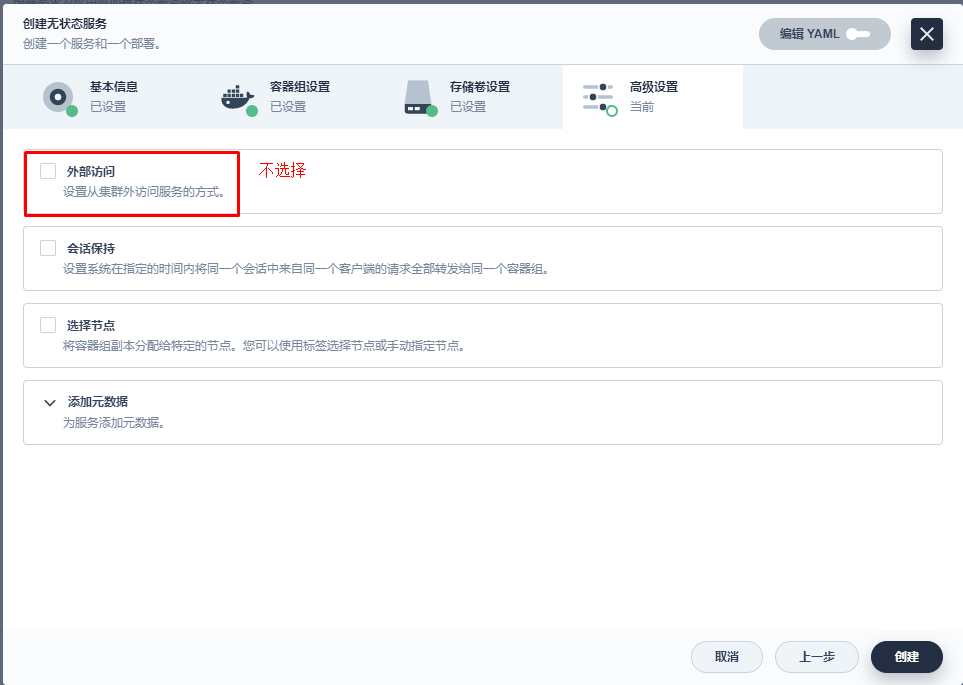 创建无状态服务
创建一个服务和一个部署。
编辑 YAML
基本信息
已设置
容器组设置
已设置
存储卷设置
已设置
高级设置
当前
外部访问
设置从集群外访问服务的方式。
不选择
会话保持
设置系统在指定的时间内将同一个会话中来自同一个客户端的请求全部转发给同一个容器组。
选择节点
将容器组副本分配给特定的节点。您可以使用标签选择节点或手动指定节点。
添加元数据
为服务添加元数据。
取消
上一步
创建